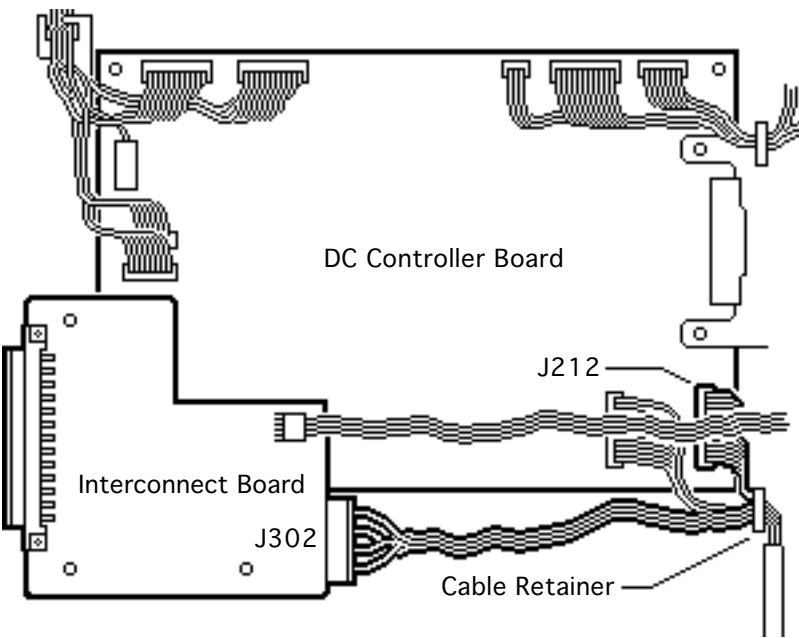 DC Controller Board
J212
Interconnect Board
J302
Cable Retainer